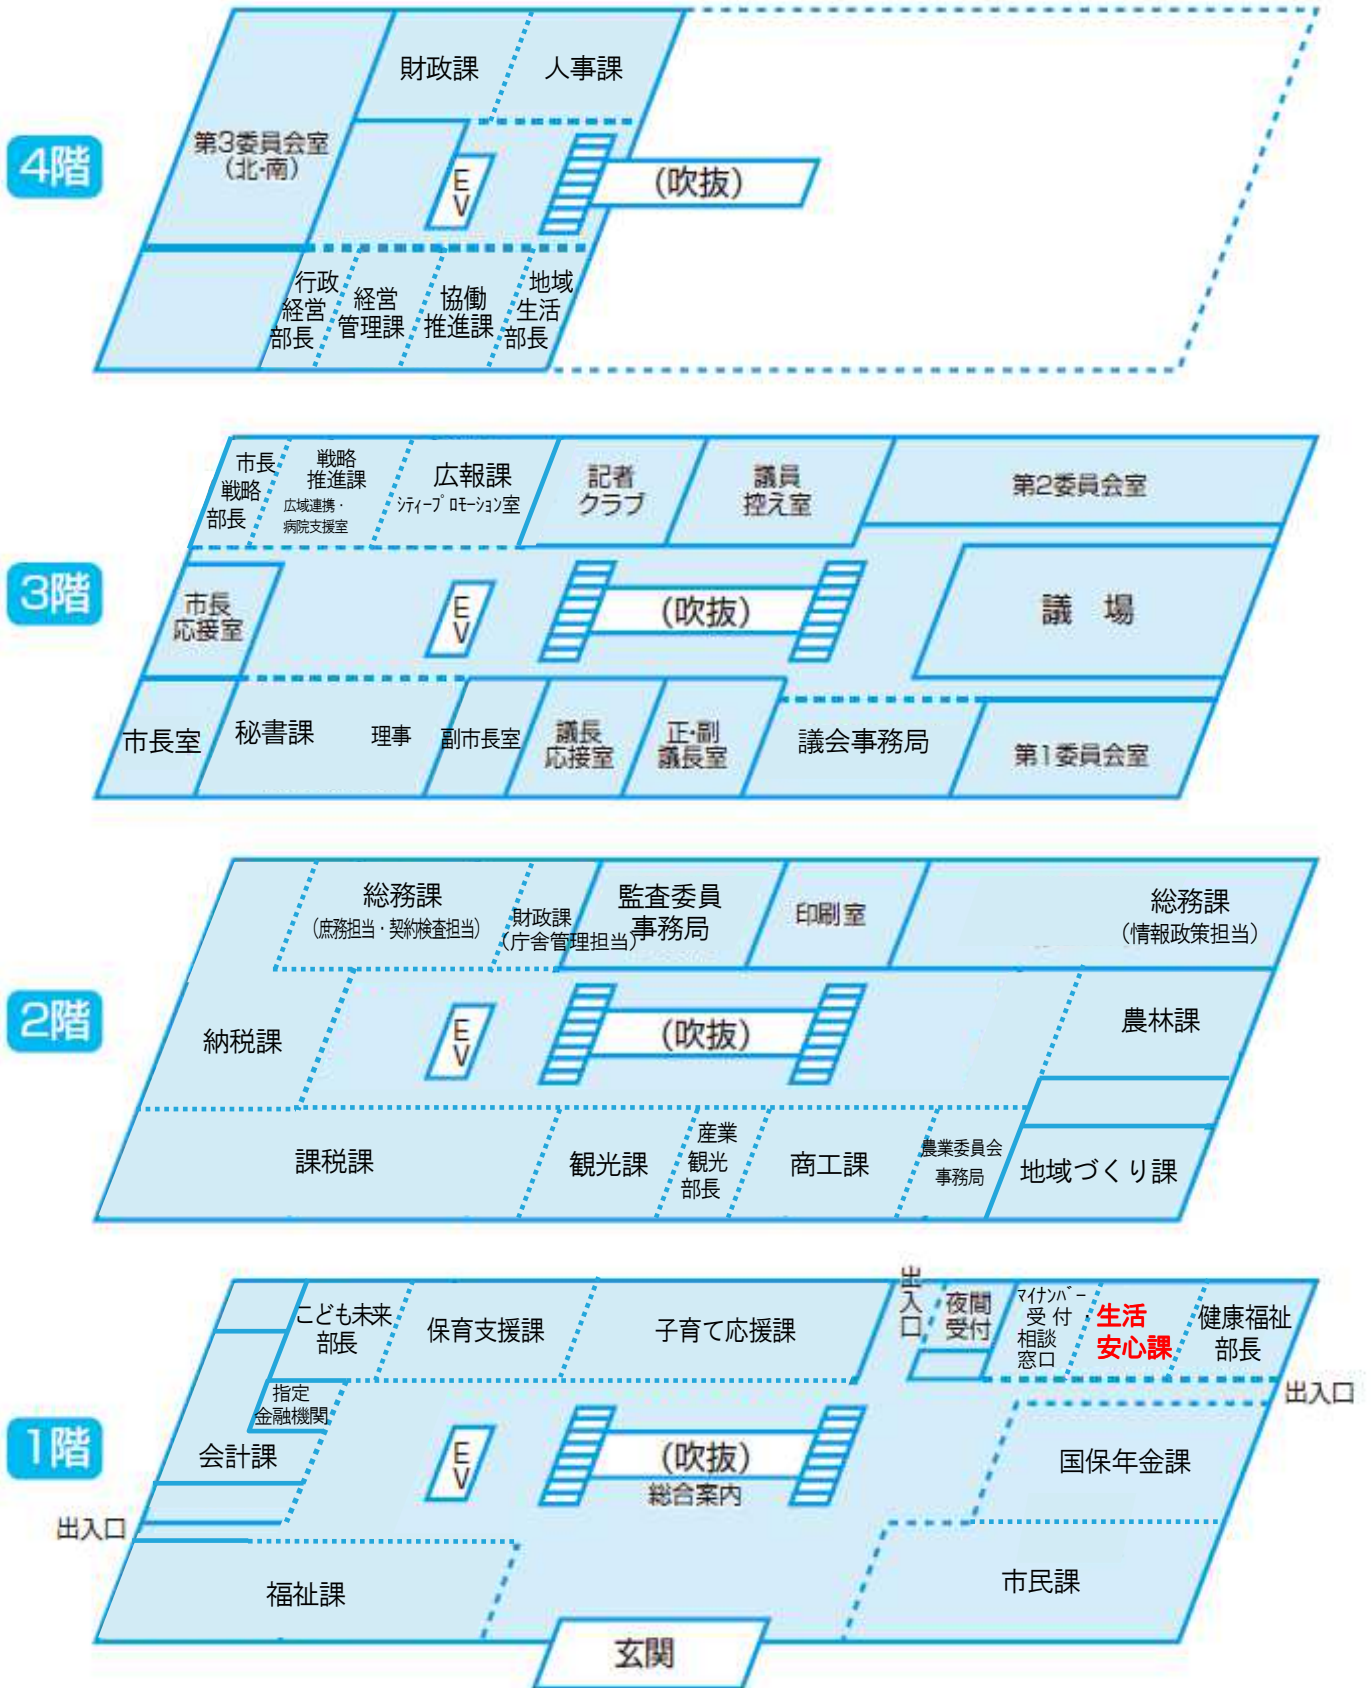 4階
財政課
人事課
第3委員会室
(北・南)
EV
(吹抜)
行政
経営
部長
経営
管理課
協働
推進課
地域
生活
部長
3階
市長
戦略
部長
戦略
推進課
広域連携・
病院支援室
広報課
ｼﾃｨｰﾌﾟﾛﾓｰｼｮﾝ室
記者
クラブ
議員
控え室
第2委員会室
市長
応接室
EV
(吹抜)
議　場
市長室
秘書課
理事
副市長室
議長
応接室
正・副
議長室
議会事務局
第1委員会室
2階
総務課
(庶務担当・契約検査担当)
財政課
(庁舎管理担当)
監査委員
事務局
印刷室
総務課
(情報政策担当)
納税課
EV
(吹抜)
農林課
課税課
観光課
産業
観光
部長
商工課
農業委員会
事務局
地域づくり課
1階
こども未来
部長
保育支援課
子育て応援課
出入口
夜間
受付
ﾏｲﾅﾝﾊﾞｰ
受付
相談
窓口
生活
安心課
健康福祉
部長
出入口
指定
金融機関
会計課
EV
(吹抜)
総合案内
国保年金課
出入口
福祉課
市民課
玄関